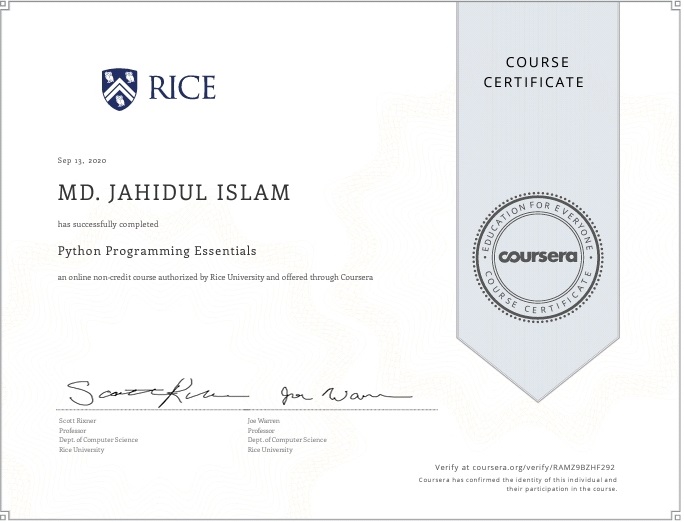 RICE
COURSE
CERTIFICATE
Sep 13, 2020
MD. JAHIDUL ISLAM
has successfully completed
Python Programming Essentials
an online non-credit course authorized by Rice University and offered through Coursera
EDUCATION FOR EVERYONE
coursera
COURSE CERTIFICATE
Scott Rixner
Professor
Dept. of Computer Science
Rice University
Joe Warren
Professor
Dept. of Computer Science
Rice University
Verify at coursera.org/verify/RAMZ9BZHF292
Coursera has confirmed the identity of this individual and
their participation in the course.